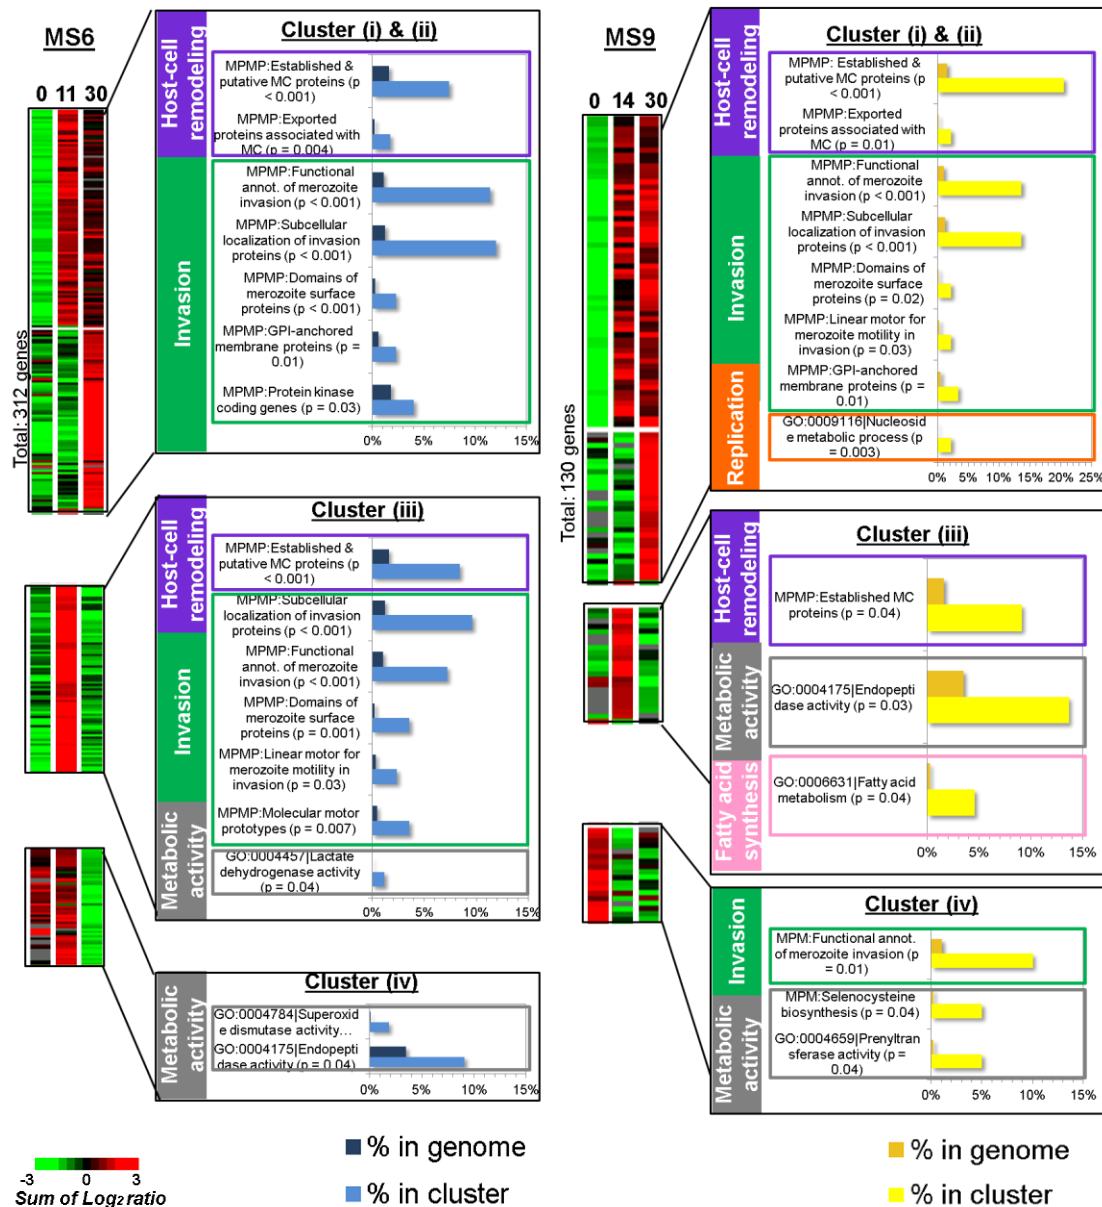 MS6
0 11 30
Total: 312 genes
Host-cell remodeling
Invasion
Cluster (i) & (ii)
MPMP:Established &
putative MC proteins (p
< 0.001)
MPMP:Exported
proteins associated with
MC (p = 0.004)
MPMP:Functional
annot. of merozoite
invasion (p < 0.001)
MPMP:Subcellular
localization of invasion
proteins (p < 0.001)
MPMP:Domains of
merozoite surface
proteins (p < 0.001)
MPMP:GPI-anchored
membrane proteins (p =
0.01)
MPMP:Protein kinase
coding genes (p = 0.03)
0% 5% 10% 15%
Host-cell remodeling
Invasion
Metabolic activity
Cluster (iii)
MPMP:Established &
putative MC proteins (p
< 0.001)
MPMP:Subcellular
localization of invasion
proteins (p < 0.001)
MPMP:Functional
annot. of merozoite
invasion (p < 0.001)
MPMP:Domains of
merozoite surface
proteins (p = 0.001)
MPMP:Linear motor for
merozoite motility in
invasion (p = 0.03)
MPMP:Molecular motor
prototypes (p = 0.007)
GO:0004457|Lactate
dehydrogenase activity
(p = 0.04)
0% 5% 10% 15%
Metabolic activity
Cluster (iv)
GO:0004784|Superoxid
e dismutase activity...
GO:0004175|Endopepti
dase activity (p = 0.04)
0% 5% 10% 15%
-3 0 3
Sum of Log2 ratio
% in genome
% in cluster
MS9
0 14 30
Total: 130 genes
Host-cell remodeling
Invasion
Replication
Cluster (i) & (ii)
MPMP: Established &
putative MC proteins (p
< 0.001)
MPMP:Exported
proteins associated with
MC (p = 0.01)
MPMP:Functional
annot. of merozoite
invasion (p < 0.001)
MPMP:Subcellular
localization of invasion
proteins (p < 0.001)
MPMP:Domains of
merozoite surface
proteins (p = 0.02)
MPMP:Linear motor for
merozoite motility in
invasion (p = 0.03)
MPMP:GPI-anchored
membrane proteins (p =
0.01)
GO:0009116|Nucleosid
e metabolic process (p
= 0.003)
0% 5% 10% 15% 20% 25%
Host-cell remodeling
Metabolic activity
Fatty acid synthesis
Cluster (iii)
MPMP:Established MC
proteins (p = 0.04)
GO:0004175|Endopepti
dase activity (p = 0.03)
GO:0006631|Fatty acid
metabolism (p = 0.04)
0% 5% 10% 15%
Invasion
Metabolic activity
Cluster (iv)
MPM:Functional annot.
of merozoite invasion (p
= 0.01)
MPM:Selenocysteine
biosynthesis (p = 0.04)
GO:0004659|Prenyltran
sferase activity (p =
0.04)
0% 5% 10% 15%
% in genome
% in cluster